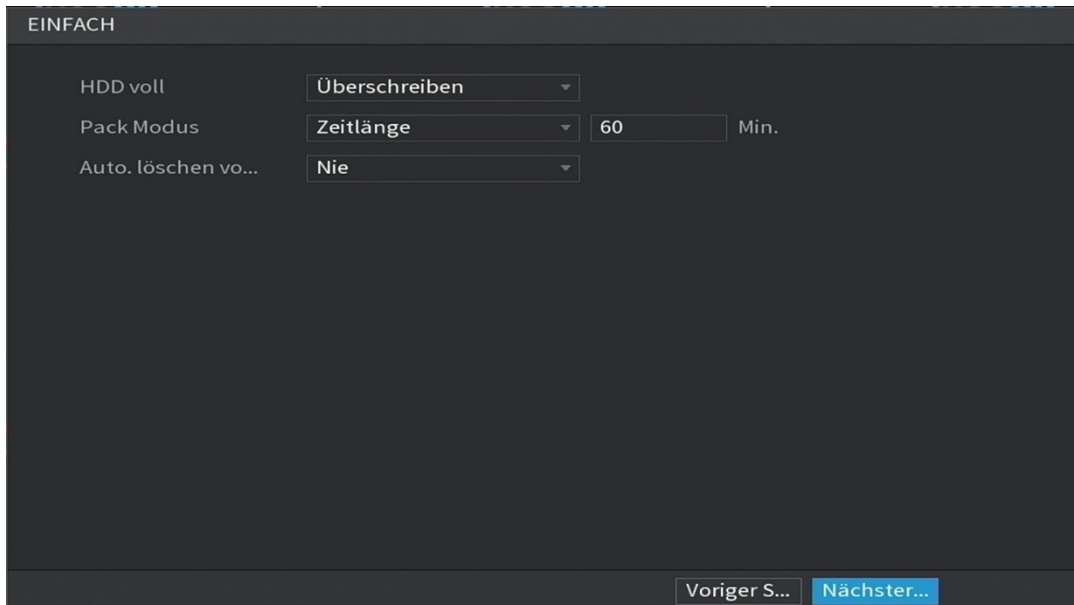 EINFACH
HDD voll Überschreiben
Pack Modus Zeitlänge 60 Min.
Auto. löschen vo... Nie
Voriger S... Nächster...